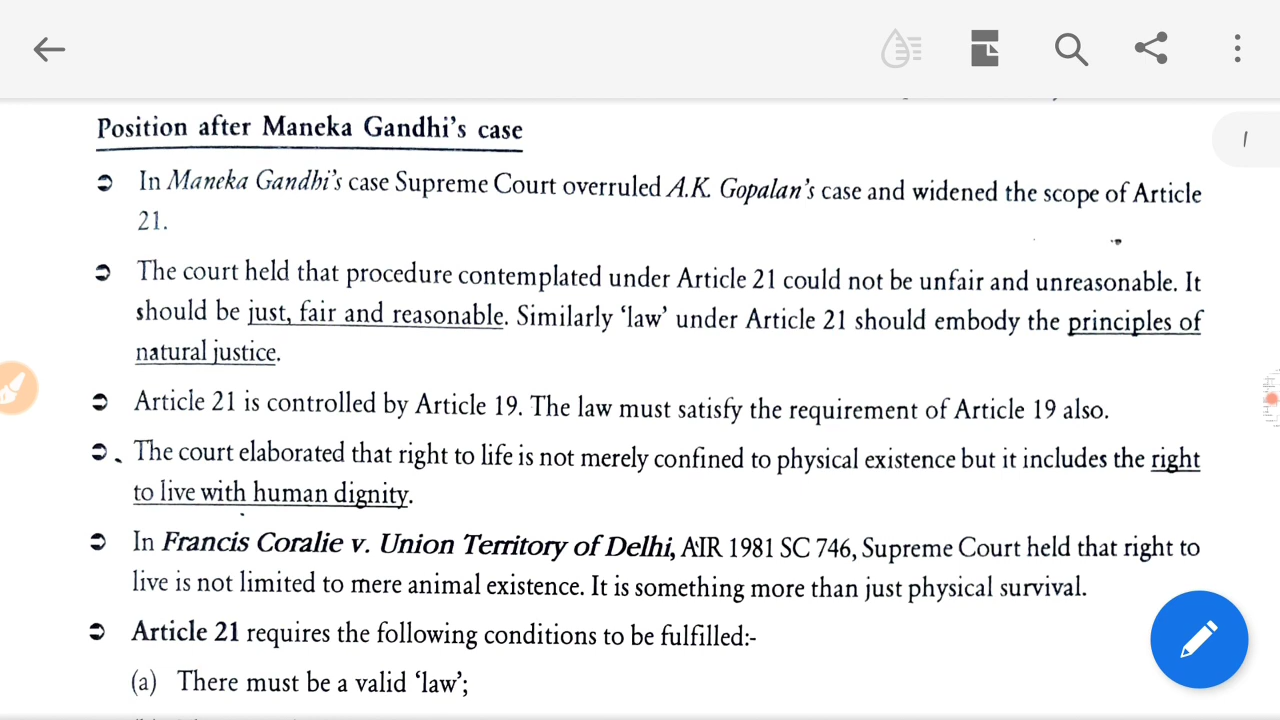 Position after Maneka Gandhi's case
➲ In Maneka Gandhi's case Supreme Court overruled A.K. Gopalan's case and widened the scope of Article
21.
➲ The court held that procedure contemplated under Article 21 could not be unfair and unreasonable. It
should be just, fair and reasonable. Similarly 'law' under Article 21 should embody the principles of
natural justice.
➲ Article 21 is controlled by Article 19. The law must satisfy the requirement of Article 19 also.
➲ The court elaborated that right to life is not merely confined to physical existence but it includes the right
to live with human dignity.
➲ In Francis Coralie v. Union Territory of Delhi, AIR 1981 SC 746, Supreme Court held that right to
live is not limited to mere animal existence. It is something more than just physical survival.
➲ Article 21 requires the following conditions to be fulfilled:-
(a) There must be a valid 'law';